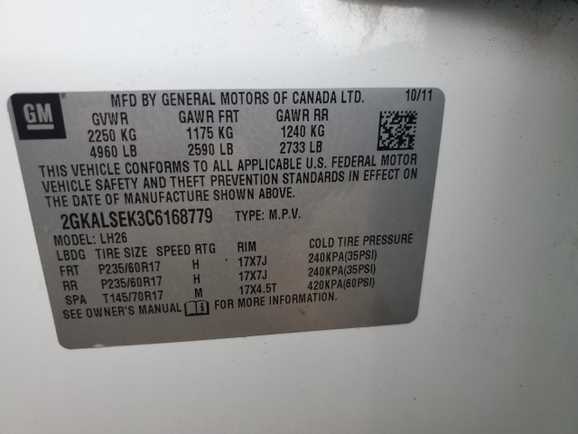 GM
MFD BY GENERAL MOTORS OF CANADA LTD. 10/11
GVWR GAWR FRT GAWR RR
2250 KG 1175 KG 1240 KG
4960 LB 2590 LB 2733 LB
THIS VEHICLE CONFORMS TO ALL APPLICABLE U.S. FEDERAL MOTOR
VEHICLE SAFETY AND THEFT PREVENTION STANDARDS IN EFFECT ON
THE DATE OF MANUFACTURE SHOWN ABOVE.
2GKALSEK3C6168779 TYPE: M.P.V.
MODEL: LH26
LBDG TIRE SIZE SPEED RTG RIM COLD TIRE PRESSURE
FRT P235/60R17 H 17X7J 240KPA(35PSI)
RR P235/60R17 H 17X7J 240KPA(35PSI)
SPA T145/70R17 M 17X4.5T 420KPA(60PSI)
SEE OWNER'S MANUAL FOR MORE INFORMATION.